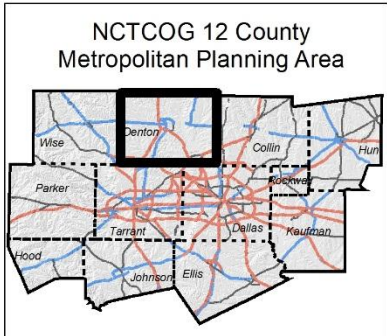 NCTCOG 12 County
Metropolitan Planning Area
Denton
Wise
Collin
Hun
Rockwall
Parker
Tarrant
Dallas
Kaufman
Hood
Johnson
Ellis